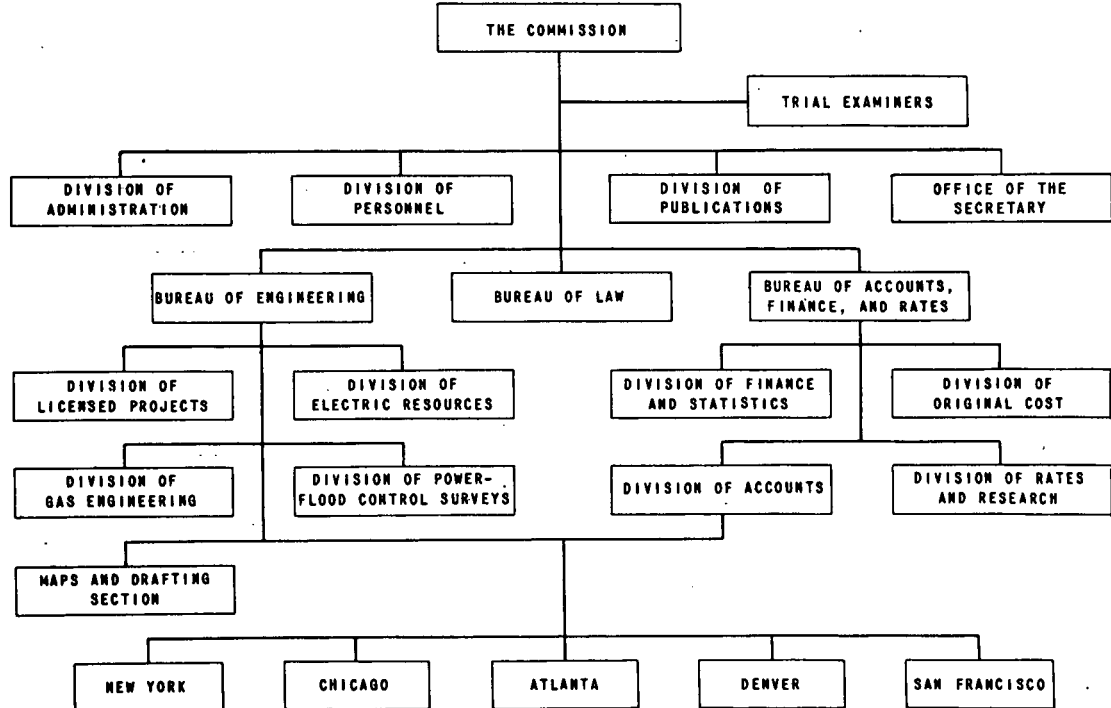 THE COMMISSION
TRIAL EXAMINERS
DIVISION OF
ADMINISTRATION
DIVISION OF
PERSONNEL
DIVISION OF
PUBLICATIONS
OFFICE OF THE
SECRETARY
BUREAU OF ENGINEERING
BUREAU OF LAW
BUREAU OF ACCOUNTS,
FINANCE, AND RATES
DIVISION OF
LICENSED PROJECTS
DIVISION OF
ELECTRIC RESOURCES
DIVISION OF FINANCE
AND STATISTICS
DIVISION OF
ORIGINAL COST
DIVISION OF
GAS ENGINEERING
DIVISION OF POWER-
FLOOD CONTROL SURVEYS
DIVISION OF ACCOUNTS
DIVISION OF RATES
AND RESEARCH
MAPS AND DRAFTING
SECTION
NEW YORK
CHICAGO
ATLANTA
DENVER
SAN FRANCISCO